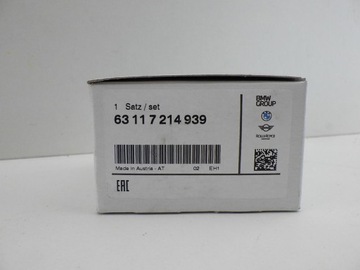 1 Satz / set
63 11 7 214 939
Made in Austria - AT 02 EH1
BMW
GROUP
EAC